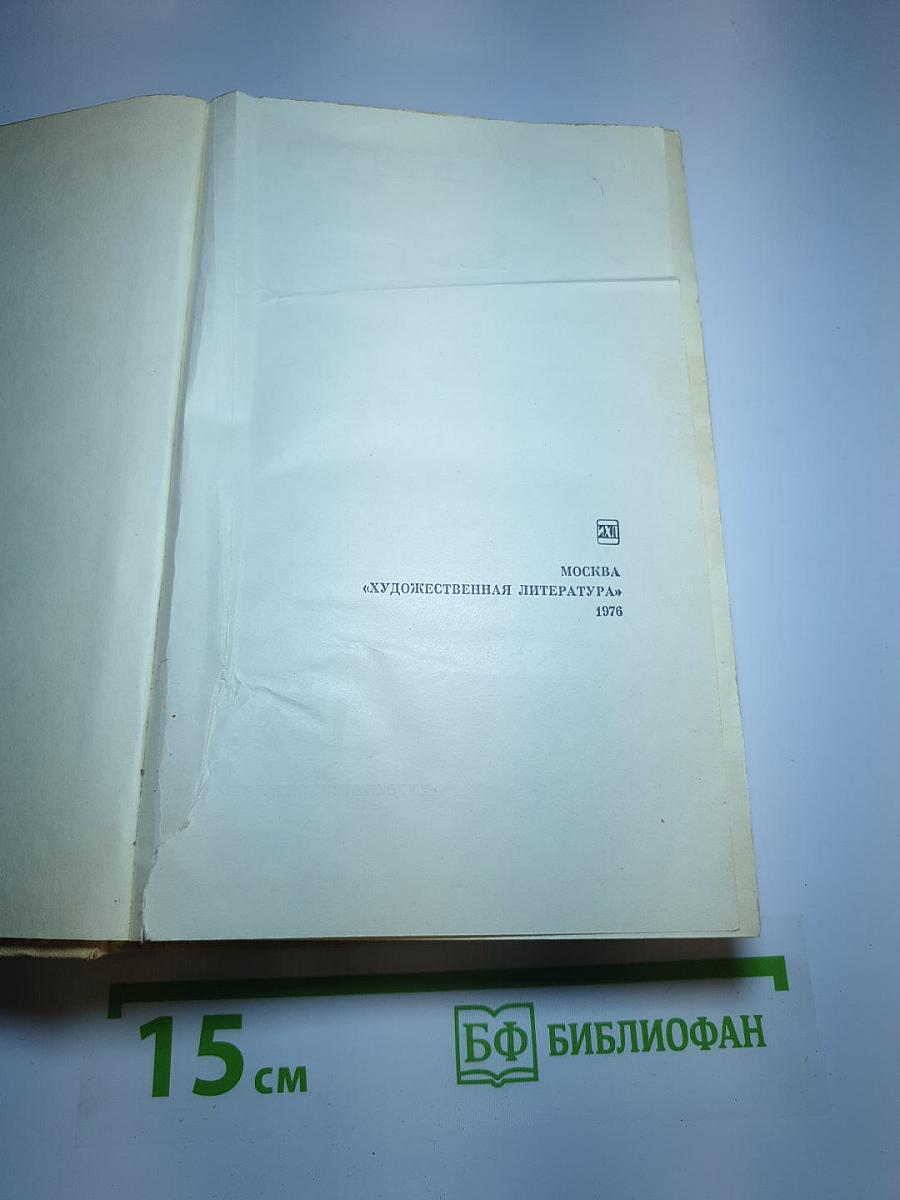 МОСКВА
«ХУДОЖЕСТВЕННАЯ ЛИТЕРАТУРА»
1976
15 см
БФ БИБЛИОФАН